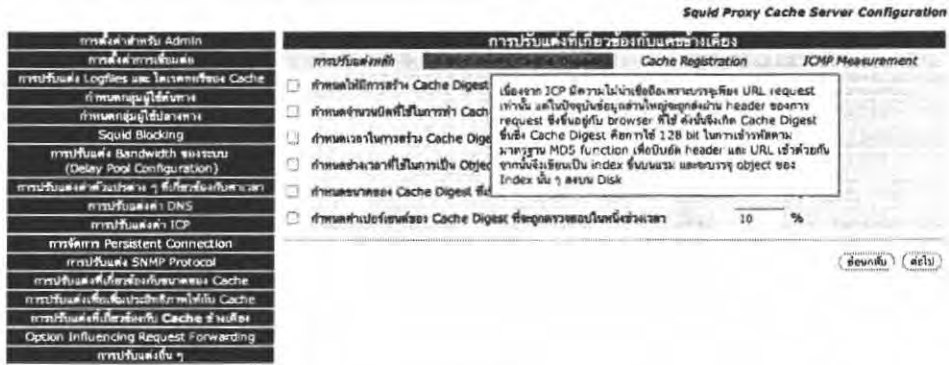 Squid Proxy Cache Server Configuration
การตั้งค่าสำหรับ Admin
การตั้งค่าการเชื่อมต่อ
การปรับแต่ง Logfiles และ ไดเรคทอรีของ Cache
กำหนดกลุ่มผู้ใช้ต้นทาง
กำหนดกลุ่มผู้ใช้ปลายทาง
Squid Blocking
การปรับแต่ง Bandwidth ของระบบ
(Delay Pool Configuration)
การปรับแต่งค่าตัวแปรต่าง ๆ ที่เกี่ยวข้องกับค่าเวลา
การปรับแต่งค่า DNS
การปรับแต่งค่า ICP
การจัดการ Persistent Connection
การปรับแต่ง SNMP Protocol
การปรับแต่งที่เกี่ยวข้องกับขนาดของ Cache
การปรับแต่งเพื่อเพิ่มประสิทธิภาพให้กับ Cache
การปรับแต่งที่เกี่ยวข้องกับ Cache ข้างเคียง
Option Influencing Request Forwarding
การปรับแต่งอื่น ๆ
การปรับแต่งที่เกี่ยวข้องกับแคชข้างเคียง
การปรับแต่งหลัก Cache Registration ICMP Measurement
กำหนดให้มีการสร้าง Cache Digest
กำหนดจำนวนบิตที่ใช้ในการทำ Cach
กำหนดเวลาในการสร้าง Cache Dige
กำหนดช่วงเวลาที่ใช้ในการเป็น Objec
กำหนดขนาดของ Cache Digest ที่
กำหนดค่าเปอร์เซนต์ของ Cache Digest ที่จะถูกตรวจสอบในหนึ่งช่วงเวลา 10 %
เนื่องจาก ICP มีความไม่น่าเชื่อถือเพราะบรรจุเพียง URL request
เท่านั้น แต่ในปัจจุบันข้อมูลส่วนใหญ่จะถูกส่งผ่าน header ของการ
request ซึ่งขึ้นอยู่กับ browser ที่ใช้ ดังนั้นจึงเกิด Cache Digest
ขึ้นซึ่ง Cache Digest คือการใช้ 128 bit ในการเข้ารหัสตาม
มาตรฐาน MD5 function เพื่อบีบอัด header และ URL เข้าด้วยกัน
จากนั้นจึงเขียนเป็น index ขึ้นบนแรม และจะบรรจุ object ของ
Index นั้น ๆ ลงบน Disk
ย้อนกลับ ต่อไป